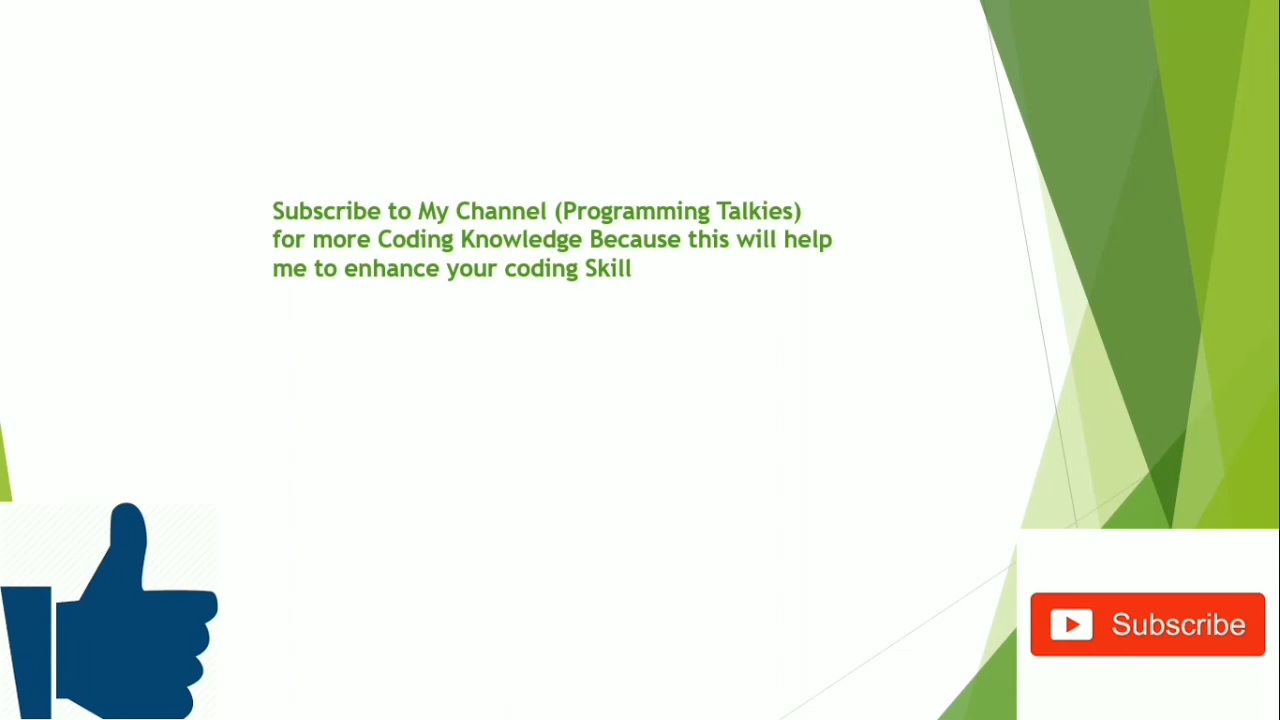 Subscribe to My Channel (Programming Talkies)
for more Coding Knowledge Because this will help
me to enhance your coding Skill
Subscribe